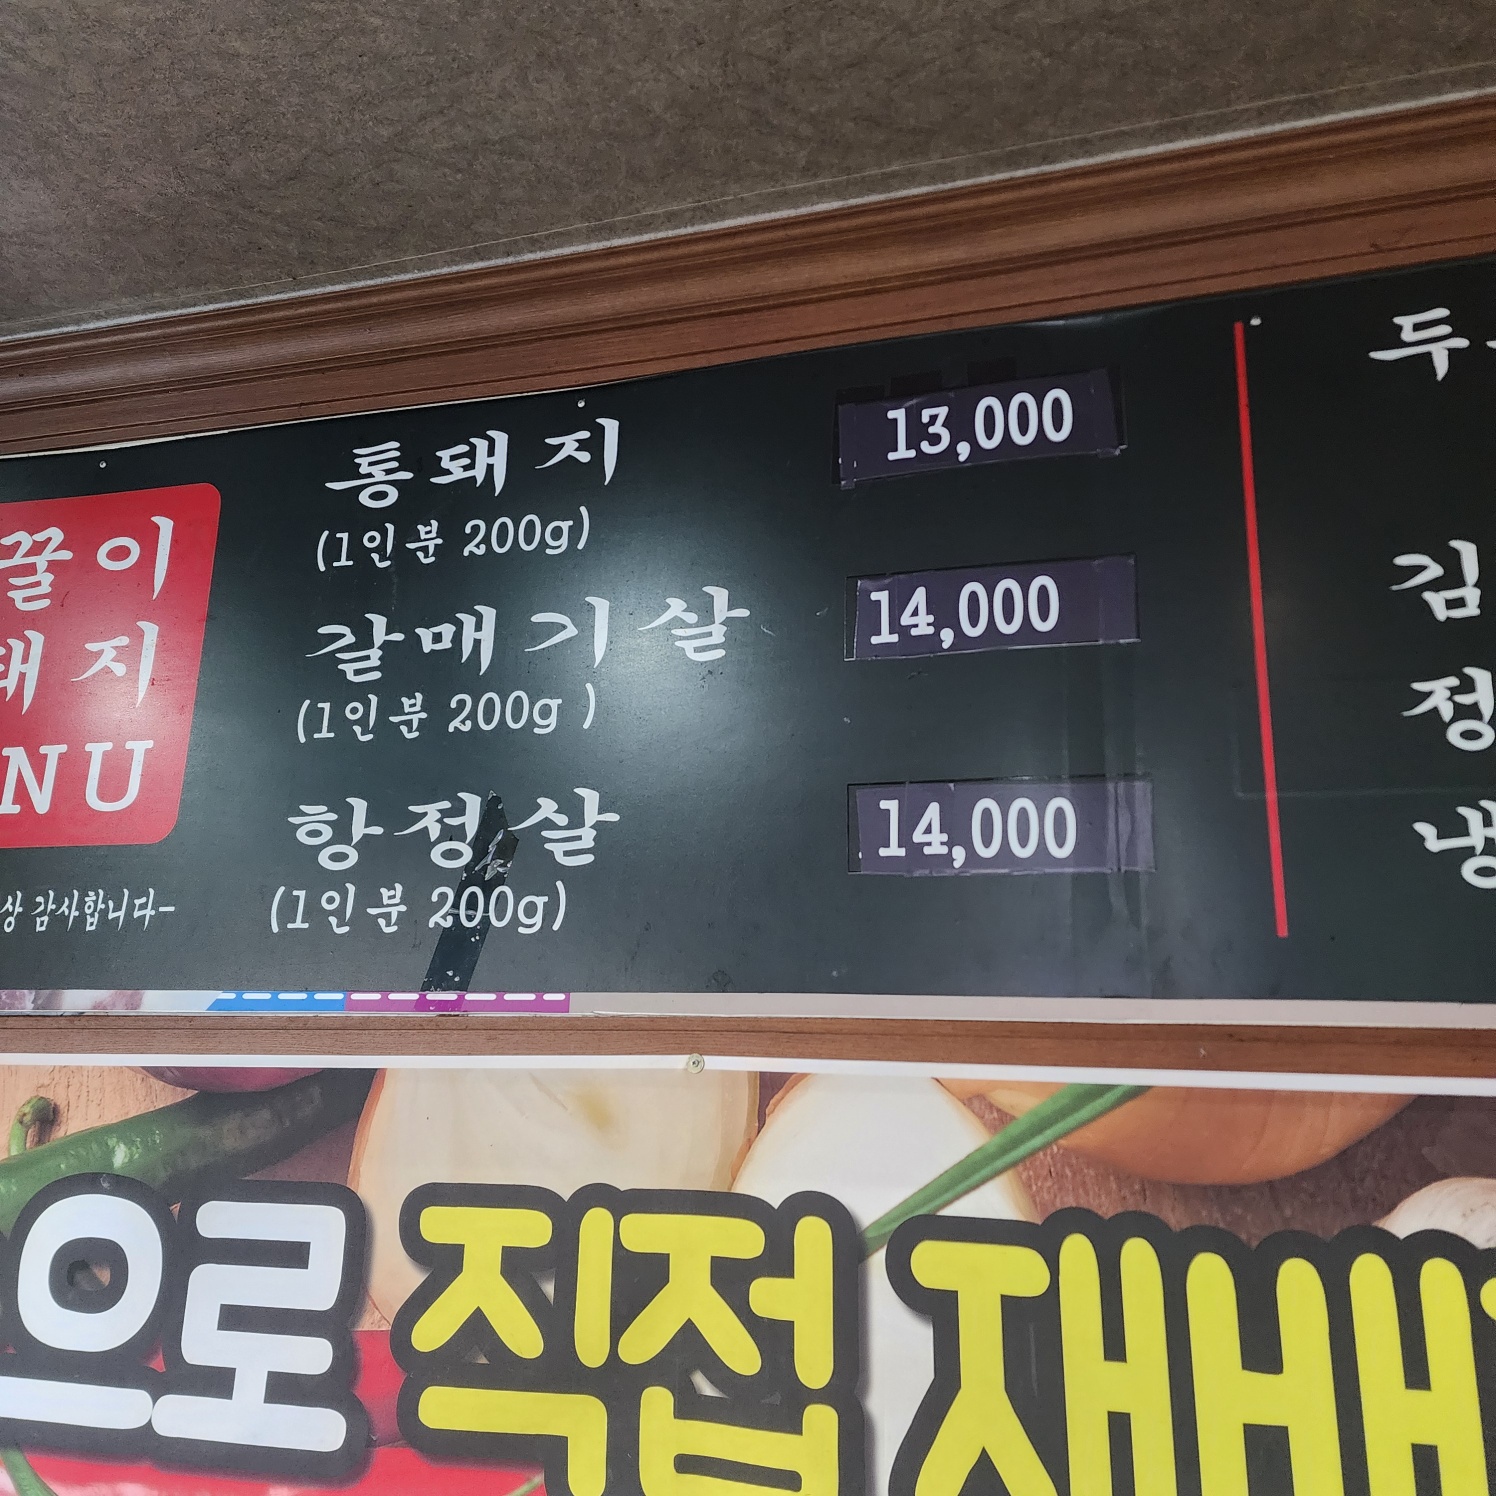 꿀이
돼지
NU
상 감사합니다-
통돼지 13,000
(1인분 200g)
갈매기살 14,000
(1인분 200g )
항정살 14,000
(1인분 200g)
두
김
정
냉
으로 직접 재배